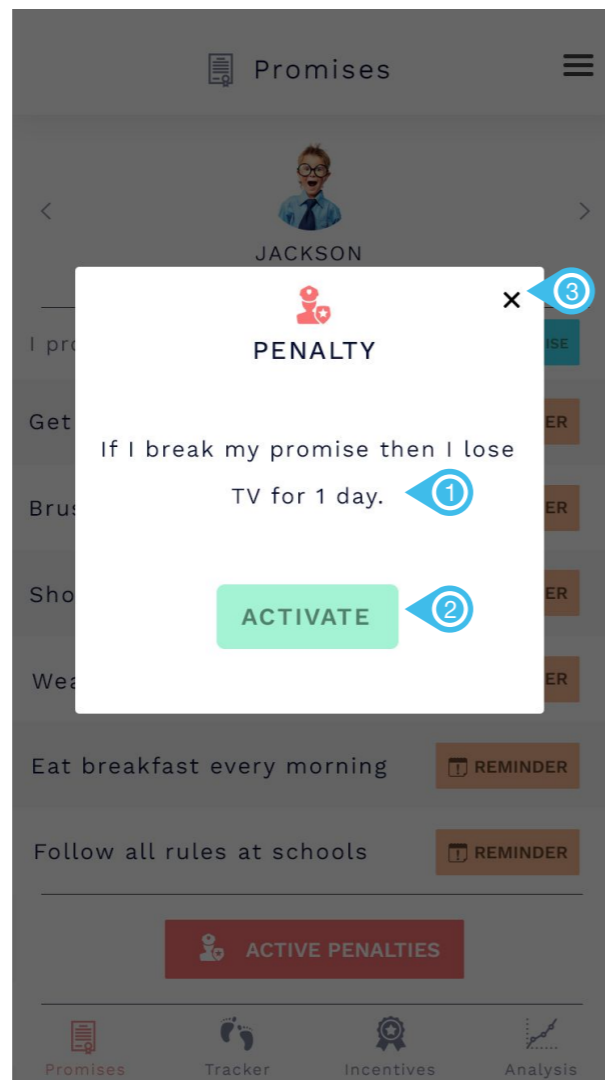 Promises
JACKSON
PENALTY
3
I pro
ISE
Get
ER
If I break my promise then I lose
TV for 1 day.
1
Brus
ER
Sho
ER
ACTIVATE
2
Wea
ER
Eat breakfast every morning
REMINDER
Follow all rules at schools
REMINDER
ACTIVE PENALTIES
Promises Tracker Incentives Analysis